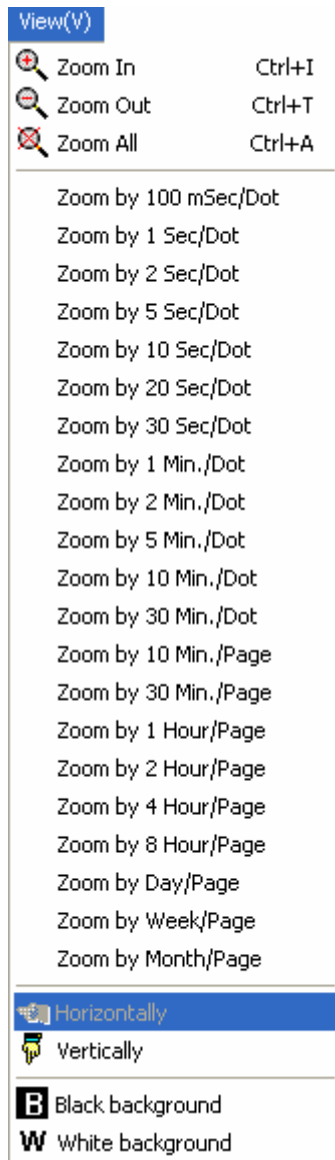 View(V)
Zoom In Ctrl+I
Zoom Out Ctrl+T
Zoom All Ctrl+A
Zoom by 100 mSec/Dot
Zoom by 1 Sec/Dot
Zoom by 2 Sec/Dot
Zoom by 5 Sec/Dot
Zoom by 10 Sec/Dot
Zoom by 20 Sec/Dot
Zoom by 30 Sec/Dot
Zoom by 1 Min./Dot
Zoom by 2 Min./Dot
Zoom by 5 Min./Dot
Zoom by 10 Min./Dot
Zoom by 30 Min./Dot
Zoom by 10 Min./Page
Zoom by 30 Min./Page
Zoom by 1 Hour/Page
Zoom by 2 Hour/Page
Zoom by 4 Hour/Page
Zoom by 8 Hour/Page
Zoom by Day/Page
Zoom by Week/Page
Zoom by Month/Page
Horizontally
Vertically
B Black background
W White background